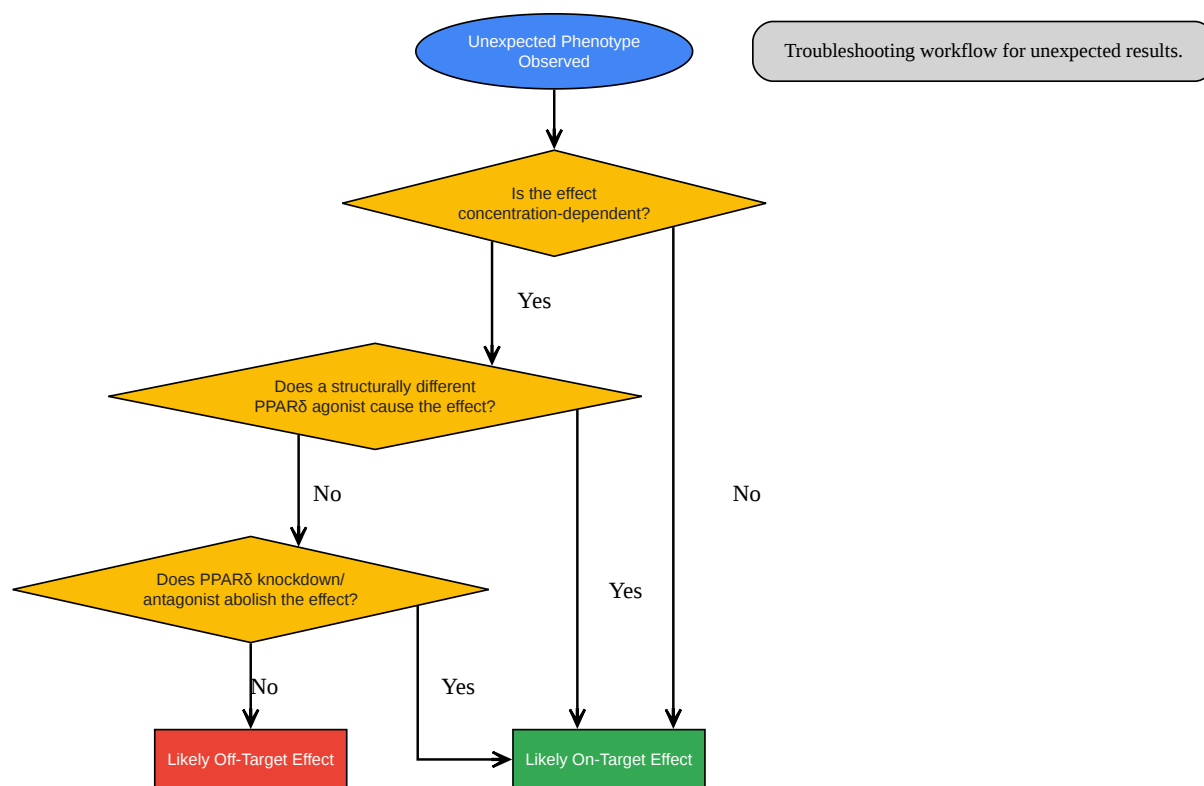 Unexpected Phenotype
Observed
Troubleshooting workflow for unexpected results.
Is the effect
concentration-dependent?
Yes
Does a structurally different
PPARδ agonist cause the effect?
No
No
Does PPARδ knockdown/
antagonist abolish the effect?
Yes
No
Yes
Likely Off-Target Effect
Likely On-Target Effect